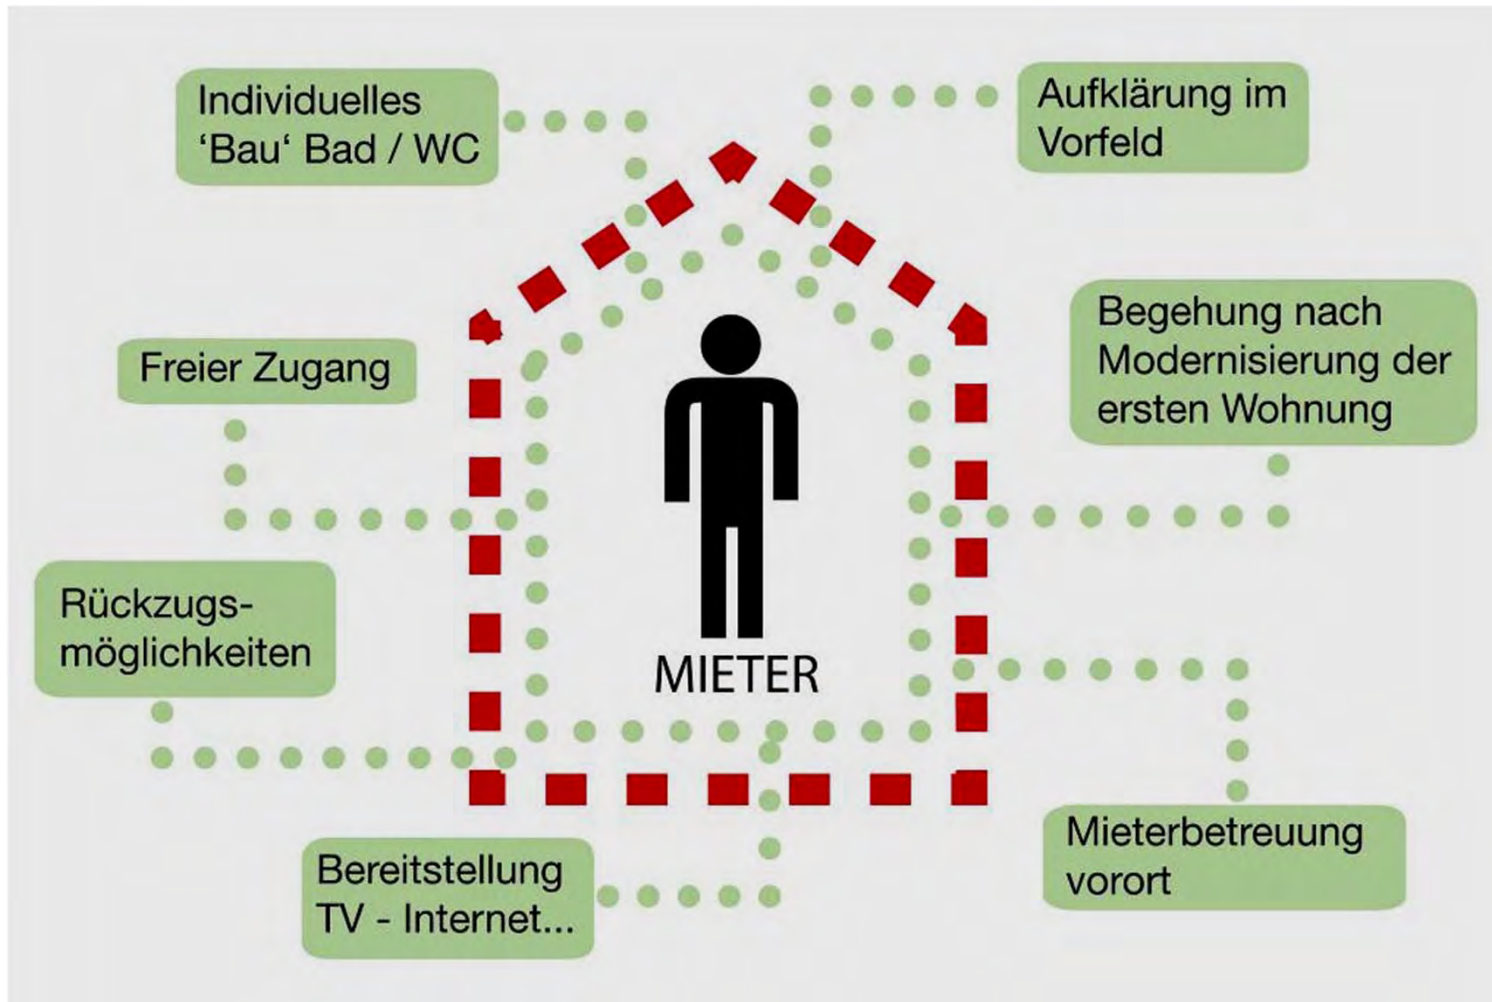 Individuelles
‘Bau‘ Bad / WC
Aufklärung im
Vorfeld
Freier Zugang
Begehung nach
Modernisierung der
ersten Wohnung
Rückzugs-
möglichkeiten
MIETER
Bereitstellung
TV - Internet...
Mieterbetreuung
vorort